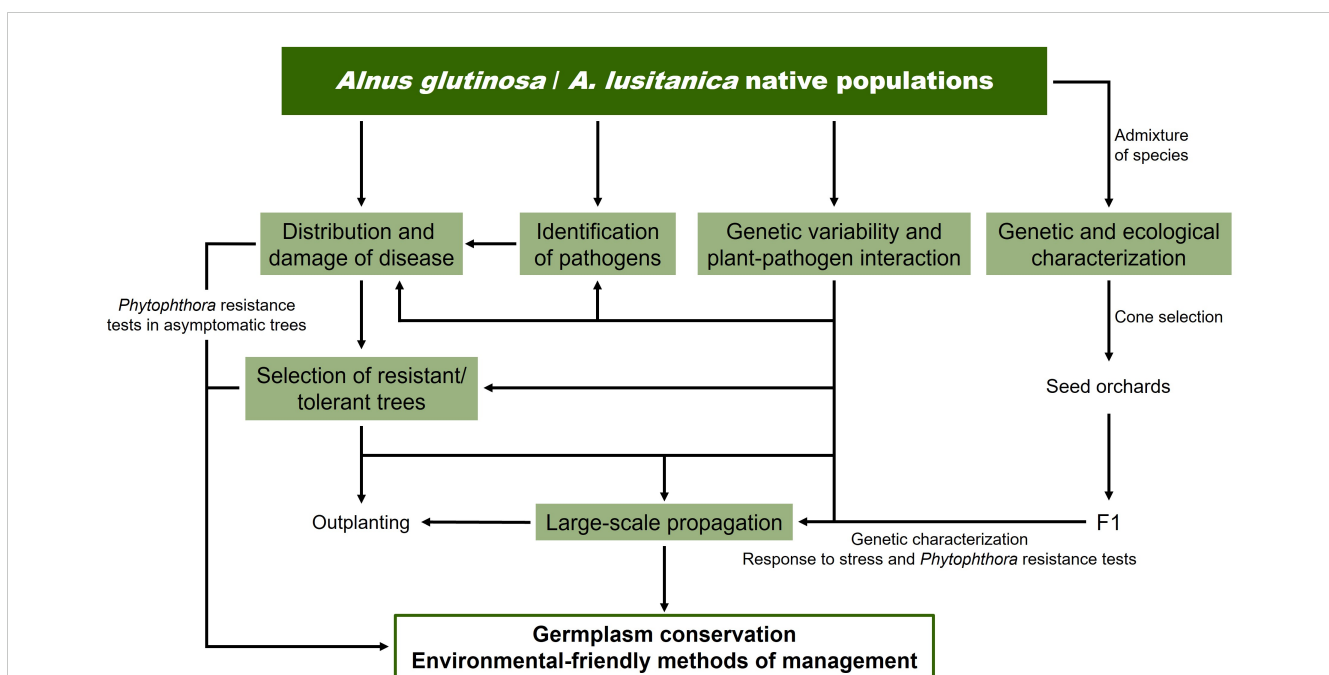 Alnus glutinosa / A. lusitanica native populations
Admixture
of species
Distribution and
damage of disease
Identification
of pathogens
Genetic variability and
plant-pathogen interaction
Genetic and ecological
characterization
Phytophthora resistance
tests in asymptomatic trees
Cone selection
Selection of resistant/
tolerant trees
Seed orchards
Outplanting
Large-scale propagation
F1
Genetic characterization
Response to stress and Phytophthora resistance tests
Germplasm conservation
Environmental-friendly methods of management